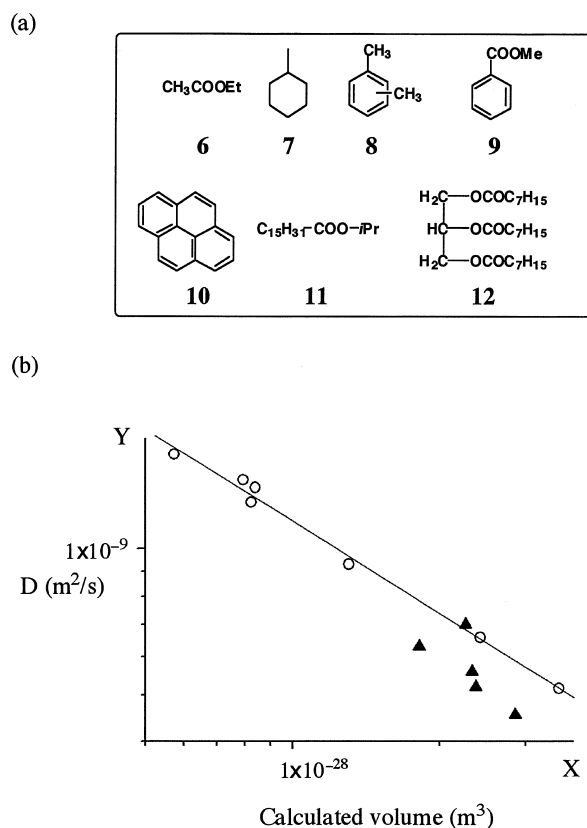 (a)
CH₃COOEt
6
7
CH₃
CH₃
8
COOMe
9
10
C₁₅H₃₁–COO–iPr
11
H₂C—OCOC₇H₁₅
HC—OCOC₇H₁₅
H₂C—OCOC₇H₁₅
12
(b)
Y
1x10⁻⁹
D (m²/s)
1x10⁻²⁸
X
Calculated volume (m³)